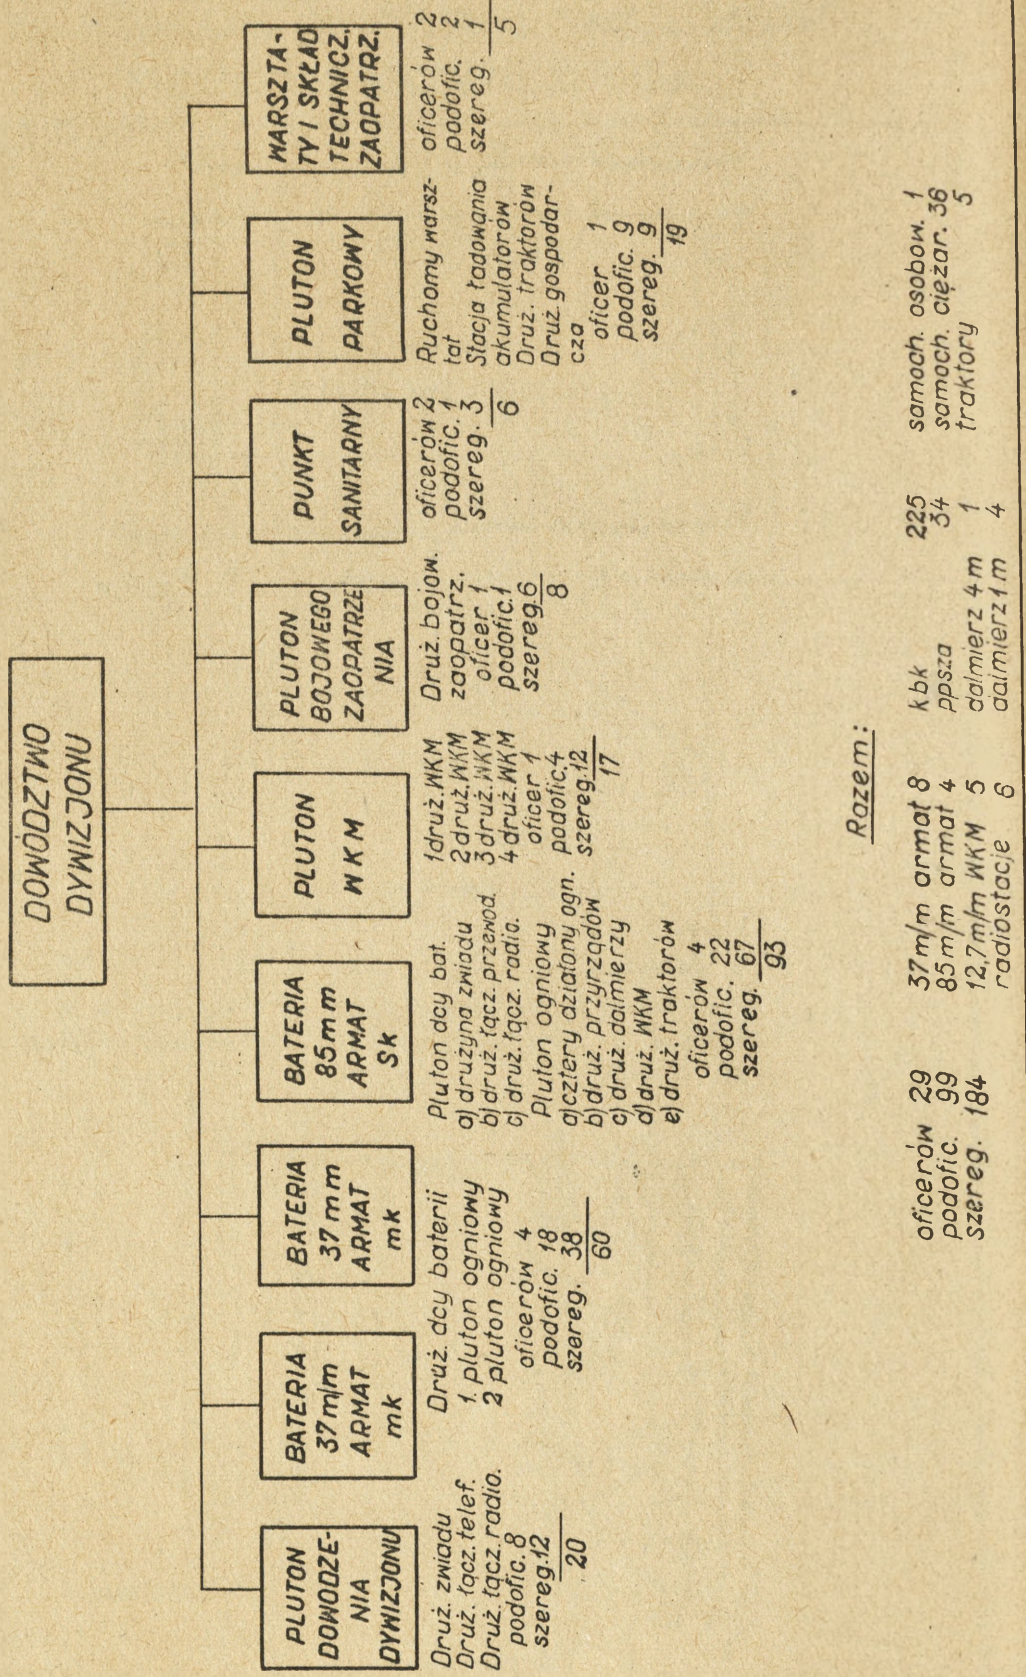 DOWÓDZTWO
DYWIZJONU
PLUTON
DOWODZE-
NIA
DYWIZJONU
Druż. zwiadu
Druż. łącz. telef.
Druż. łącz. radio.
podofic. 8
szereg. 12
20
BATERIA
37 m/m
ARMAT
mk
BATERIA
37 mm
ARMAT
mk
Druż. dcy baterii
1. pluton ogniowy
2 pluton ogniowy
oficerów 4
podofic. 18
szereg. 38
60
BATERIA
85 mm
ARMAT
Sk
Pluton dcy bat.
a) drużyna zwiadu
b) druż. łącz. przewod.
c) druż. łącz. radio.
Pluton ogniowy
a) cztery działony ogn.
b) druż. przyrządów
c) druż. dalmierzy
d) druż. WKM
e) druż. traktorów
oficerów 4
podofic. 22
szereg. 67
93
PLUTON
WKM
1 druż. WKM
2 druż. WKM
3 druż. WKM
4 druż. WKM
oficer 1
podofic. 4
szereg. 12
17
PLUTON
BOJOWEGO
ZAOPATRZE
NIA
Druż. bojow.
zaopatrz.
oficer 1
podofic. 1
szereg. 6
8
PUNKT
SANITARNY
oficerów 2
podofic. 1
szereg. 3
6
PLUTON
PARKOWY
Ruchomy warsz-
tat
Stacja ładowania
akumulatorów
Druż. traktorów
Druż. gospodar-
cza
oficer 1
podofic. 9
szereg. 9
19
WARSZTA-
TY I SKŁAD
TECHNICZ.
ZAOPATRZ.
oficerów 2
podofic. 2
szereg. 1
5
Razem:
oficerów 29
podofic. 99
szereg. 184
37 m/m armat 8
85 m/m armat 4
12,7 m/m WKM 5
radiostacje 6
kbk 225
ppsza 34
dalmierz 4 m 1
dalmierz 1 m 4
samoch. osobow. 1
samoch. ciężar. 36
traktory 5